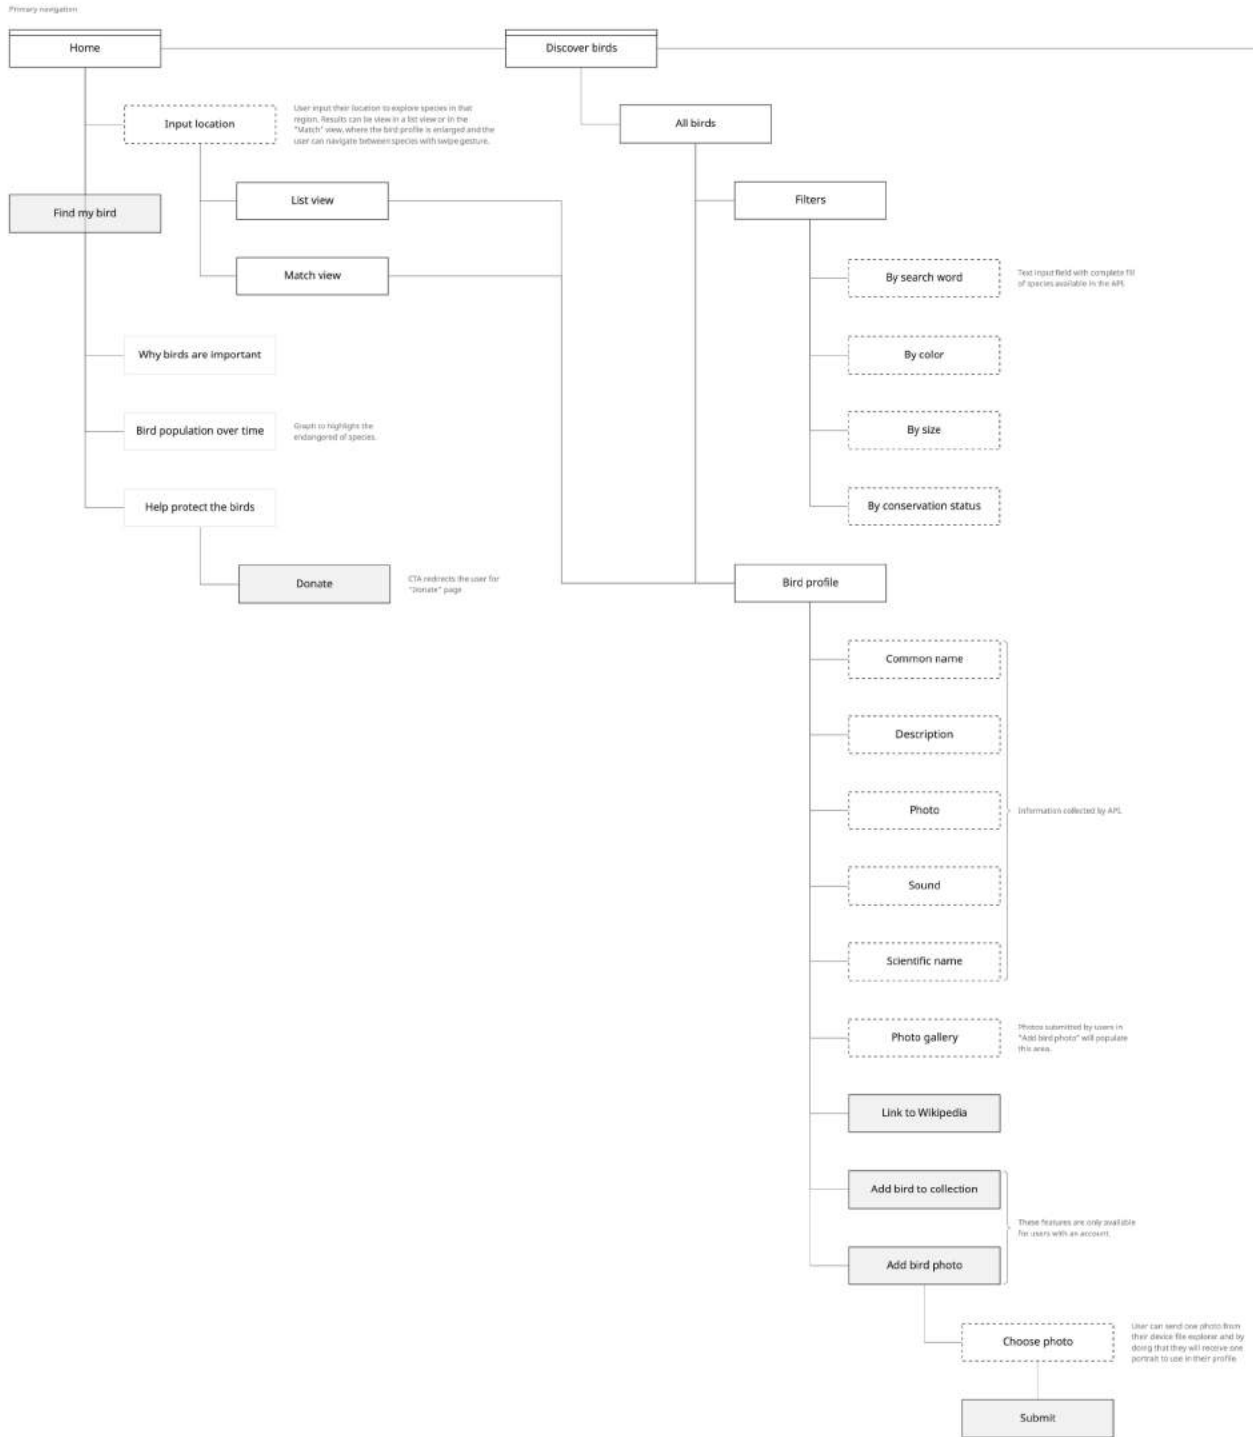 Primary navigation
Home
Discover birds
Input location
User input their location to explore species in that
region. Results can be view in a list view or in the
"Match" view, where the bird profile is enlarged and the
user can navigate between species with swipe gesture.
All birds
List view
Filters
Find my bird
Match view
By search word
Text input field with complete fill
of species available in the API.
Why birds are important
By color
Bird population over time
Graph to highlight the
endangered of species.
By size
Help protect the birds
By conservation status
Donate
CTA redirects the user for
"Donate" page
Bird profile
Common name
Description
Photo
Information collected by API.
Sound
Scientific name
Photo gallery
Photos submitted by users in
"Add bird photo" will populate
this area.
Link to Wikipedia
Add bird to collection
These features are only available
for users with an account.
Add bird photo
Choose photo
User can send one photo from
their device file explorer and by
doing that they will receive one
portrait to use in their profile
Submit